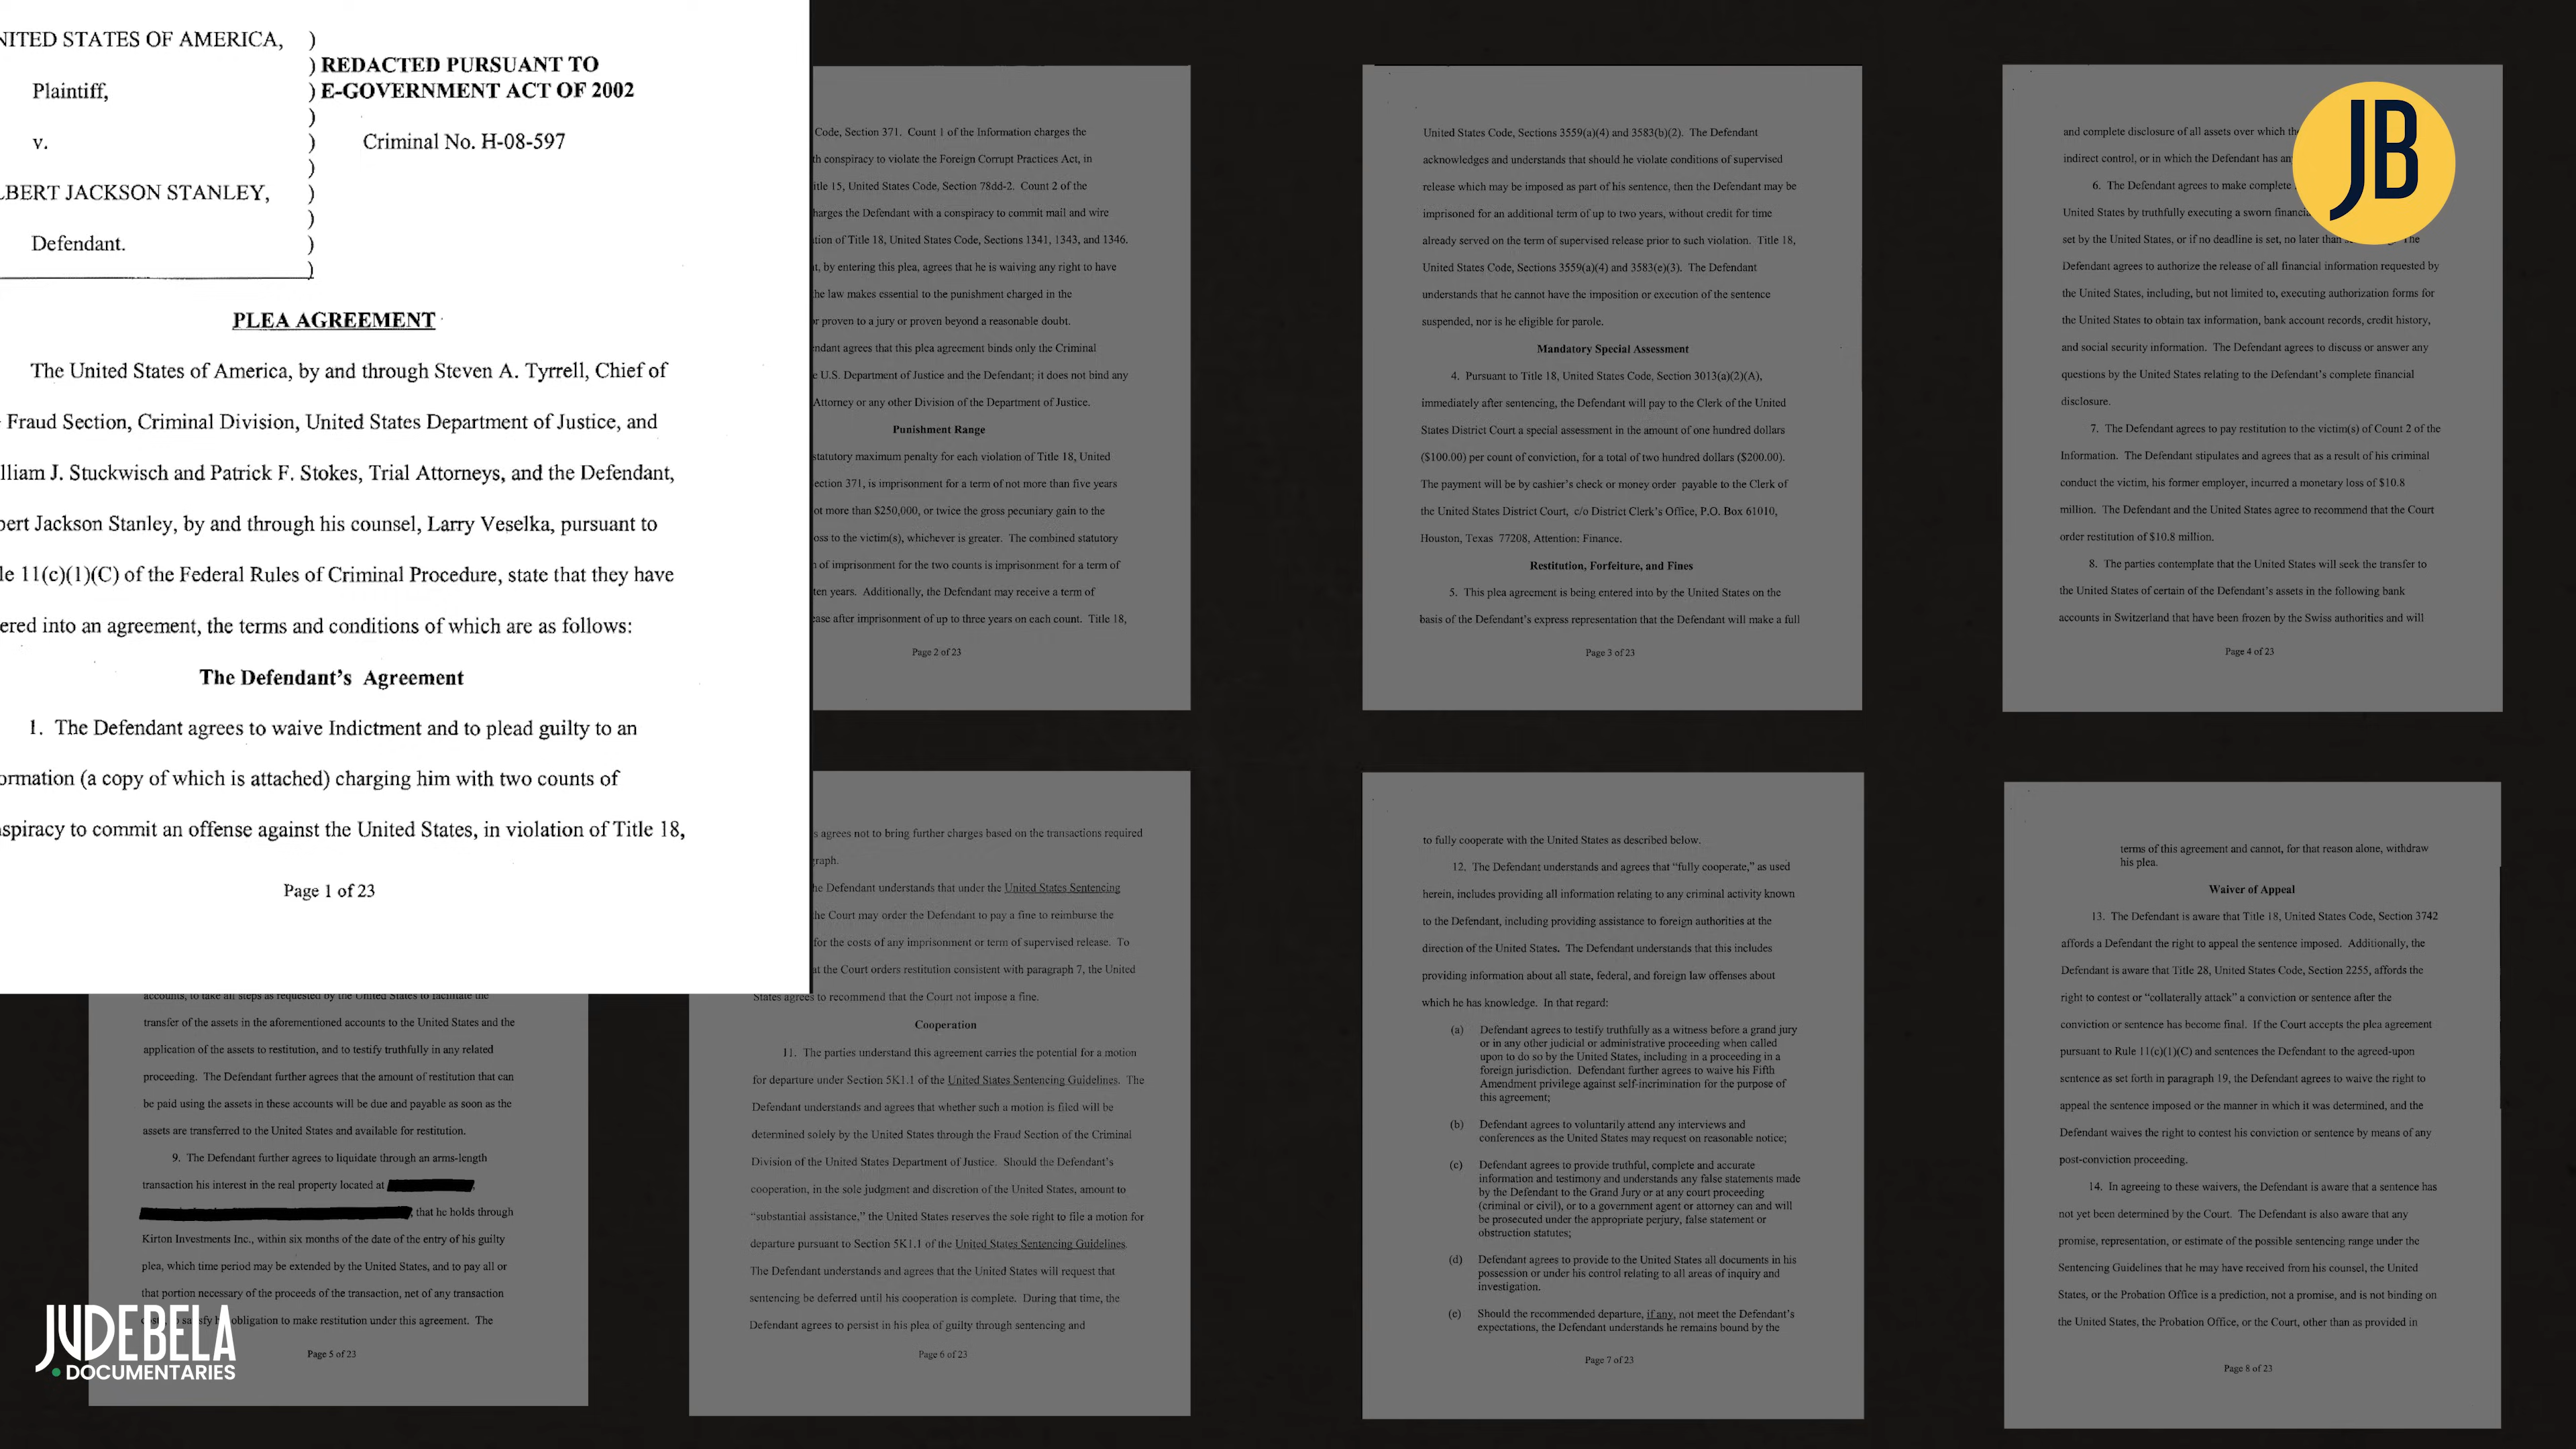 NITED STATES OF AMERICA, )
) REDACTED PURSUANT TO
Plaintiff, ) E-GOVERNMENT ACT OF 2002
)
v. ) Criminal No. H-08-597
)
LBERT JACKSON STANLEY, )
)
Defendant. )
)
PLEA AGREEMENT
The United States of America, by and through Steven A. Tyrrell, Chief of
Fraud Section, Criminal Division, United States Department of Justice, and
lliam J. Stuckwisch and Patrick F. Stokes, Trial Attorneys, and the Defendant,
bert Jackson Stanley, by and through his counsel, Larry Veselka, pursuant to
le 11(c)(1)(C) of the Federal Rules of Criminal Procedure, state that they have
ered into an agreement, the terms and conditions of which are as follows:
The Defendant's Agreement
1. The Defendant agrees to waive Indictment and to plead guilty to an
ormation (a copy of which is attached) charging him with two counts of
spiracy to commit an offense against the United States, in violation of Title 18,
Page 1 of 23
Code, Section 371. Count 1 of the Information charges the
th conspiracy to violate the Foreign Corrupt Practices Act, in
itle 15, United States Code, Section 78dd-2. Count 2 of the
harges the Defendant with a conspiracy to commit mail and wire
tion of Title 18, United States Code, Sections 1341, 1343, and 1346.
t, by entering this plea, agrees that he is waiving any right to have
he law makes essential to the punishment charged in the
r proven to a jury or proven beyond a reasonable doubt.
ndant agrees that this plea agreement binds only the Criminal
e U.S. Department of Justice and the Defendant; it does not bind any
Attorney or any other Division of the Department of Justice.
Punishment Range
statutory maximum penalty for each violation of Title 18, United
ection 371, is imprisonment for a term of not more than five years
ot more than $250,000, or twice the gross pecuniary gain to the
oss to the victim(s), whichever is greater. The combined statutory
of imprisonment for the two counts is imprisonment for a term of
ten years. Additionally, the Defendant may receive a term of
ease after imprisonment of up to three years on each count. Title 18,
Page 2 of 23
United States Code, Sections 3559(a)(4) and 3583(b)(2). The Defendant
acknowledges and understands that should he violate conditions of supervised
release which may be imposed as part of his sentence, then the Defendant may be
imprisoned for an additional term of up to two years, without credit for time
already served on the term of supervised release prior to such violation. Title 18,
United States Code, Sections 3559(a)(4) and 3583(e)(3). The Defendant
understands that he cannot have the imposition or execution of the sentence
suspended, nor is he eligible for parole.
Mandatory Special Assessment
4. Pursuant to Title 18, United States Code, Section 3013(a)(2)(A),
immediately after sentencing, the Defendant will pay to the Clerk of the United
States District Court a special assessment in the amount of one hundred dollars
($100.00) per count of conviction, for a total of two hundred dollars ($200.00).
The payment will be by cashier's check or money order payable to the Clerk of
the United States District Court, c/o District Clerk's Office, P.O. Box 61010,
Houston, Texas 77208, Attention: Finance.
Restitution, Forfeiture, and Fines
5. This plea agreement is being entered into by the United States on the
basis of the Defendant's express representation that the Defendant will make a full
Page 3 of 23
and complete disclosure of all assets over which th
indirect control, or in which the Defendant has an
6. The Defendant agrees to make complete
United States by truthfully executing a sworn financi
set by the United States, or if no deadline is set, no later than
Defendant agrees to authorize the release of all financial information requested by
the United States, including, but not limited to, executing authorization forms for
the United States to obtain tax information, bank account records, credit history,
and social security information. The Defendant agrees to discuss or answer any
questions by the United States relating to the Defendant's complete financial
disclosure.
7. The Defendant agrees to pay restitution to the victim(s) of Count 2 of the
Information. The Defendant stipulates and agrees that as a result of his criminal
conduct the victim, his former employer, incurred a monetary loss of $10.8
million. The Defendant and the United States agree to recommend that the Court
order restitution of $10.8 million.
8. The parties contemplate that the United States will seek the transfer to
the United States of certain of the Defendant's assets in the following bank
accounts in Switzerland that have been frozen by the Swiss authorities and will
Page 4 of 23
JB
accounts, to take all steps as requested by the United States to facilitate the
transfer of the assets in the aforementioned accounts to the United States and the
application of the assets to restitution, and to testify truthfully in any related
proceeding. The Defendant further agrees that the amount of restitution that can
be paid using the assets in these accounts will be due and payable as soon as the
assets are transferred to the United States and available for restitution.
9. The Defendant further agrees to liquidate through an arms-length
transaction his interest in the real property located at
, that he holds through
Kirton Investments Inc., within six months of the date of the entry of his guilty
plea, which time period may be extended by the United States, and to pay all or
that portion necessary of the proceeds of the transaction, net of any transaction
obligation to make restitution under this agreement. The
Page 5 of 23
s agrees not to bring further charges based on the transactions required
raph.
he Defendant understands that under the United States Sentencing
he Court may order the Defendant to pay a fine to reimburse the
for the costs of any imprisonment or term of supervised release. To
at the Court orders restitution consistent with paragraph 7, the United
States agrees to recommend that the Court not impose a fine.
Cooperation
11. The parties understand this agreement carries the potential for a motion
for departure under Section 5K1.1 of the United States Sentencing Guidelines. The
Defendant understands and agrees that whether such a motion is filed will be
determined solely by the United States through the Fraud Section of the Criminal
Division of the United States Department of Justice. Should the Defendant's
cooperation, in the sole judgment and discretion of the United States, amount to
"substantial assistance," the United States reserves the sole right to file a motion for
departure pursuant to Section 5K1.1 of the United States Sentencing Guidelines.
The Defendant understands and agrees that the United States will request that
sentencing be deferred until his cooperation is complete. During that time, the
Defendant agrees to persist in his plea of guilty through sentencing and
Page 6 of 23
to fully cooperate with the United States as described below.
12. The Defendant understands and agrees that "fully cooperate," as used
herein, includes providing all information relating to any criminal activity known
to the Defendant, including providing assistance to foreign authorities at the
direction of the United States. The Defendant understands that this includes
providing information about all state, federal, and foreign law offenses about
which he has knowledge. In that regard:
(a) Defendant agrees to testify truthfully as a witness before a grand jury
or in any other judicial or administrative proceeding when called
upon to do so by the United States, including in a proceeding in a
foreign jurisdiction. Defendant further agrees to waive his Fifth
Amendment privilege against self-incrimination for the purpose of
this agreement;
(b) Defendant agrees to voluntarily attend any interviews and
conferences as the United States may request on reasonable notice;
(c) Defendant agrees to provide truthful, complete and accurate
information and testimony and understands any false statements made
by the Defendant to the Grand Jury or at any court proceeding
(criminal or civil), or to a government agent or attorney can and will
be prosecuted under the appropriate perjury, false statement or
obstruction statutes;
(d) Defendant agrees to provide to the United States all documents in his
possession or under his control relating to all areas of inquiry and
investigation.
(e) Should the recommended departure, if any, not meet the Defendant's
expectations, the Defendant understands he remains bound by the
Page 7 of 23
terms of this agreement and cannot, for that reason alone, withdraw
his plea.
Waiver of Appeal
13. The Defendant is aware that Title 18, United States Code, Section 3742
affords a Defendant the right to appeal the sentence imposed. Additionally, the
Defendant is aware that Title 28, United States Code, Section 2255, affords the
right to contest or "collaterally attack" a conviction or sentence after the
conviction or sentence has become final. If the Court accepts the plea agreement
pursuant to Rule 11(c)(1)(C) and sentences the Defendant to the agreed-upon
sentence as set forth in paragraph 19, the Defendant agrees to waive the right to
appeal the sentence imposed or the manner in which it was determined, and the
Defendant waives the right to contest his conviction or sentence by means of any
post-conviction proceeding.
14. In agreeing to these waivers, the Defendant is aware that a sentence has
not yet been determined by the Court. The Defendant is also aware that any
promise, representation, or estimate of the possible sentencing range under the
Sentencing Guidelines that he may have received from his counsel, the United
States, or the Probation Office is a prediction, not a promise, and is not binding on
the United States, the Probation Office, or the Court, other than as provided in
Page 8 of 23
JUDEBELA
DOCUMENTARIES